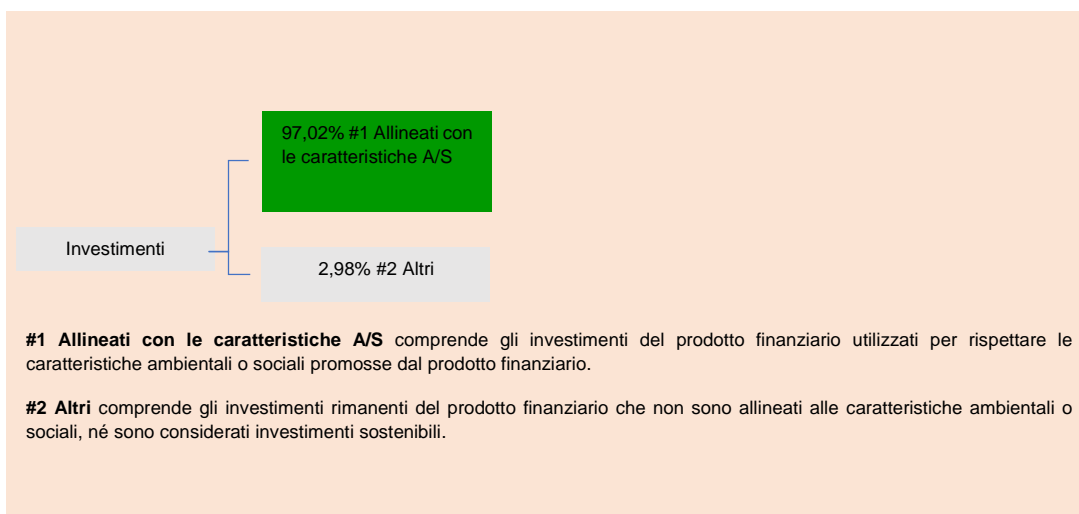 97,02% #1 Allineati con
le caratteristiche A/S
Investimenti
2,98% #2 Altri
#1 Allineati con le caratteristiche A/S comprende gli investimenti del prodotto finanziario utilizzati per rispettare le
caratteristiche ambientali o sociali promosse dal prodotto finanziario.
#2 Altri comprende gli investimenti rimanenti del prodotto finanziario che non sono allineati alle caratteristiche ambientali o
sociali, né sono considerati investimenti sostenibili.